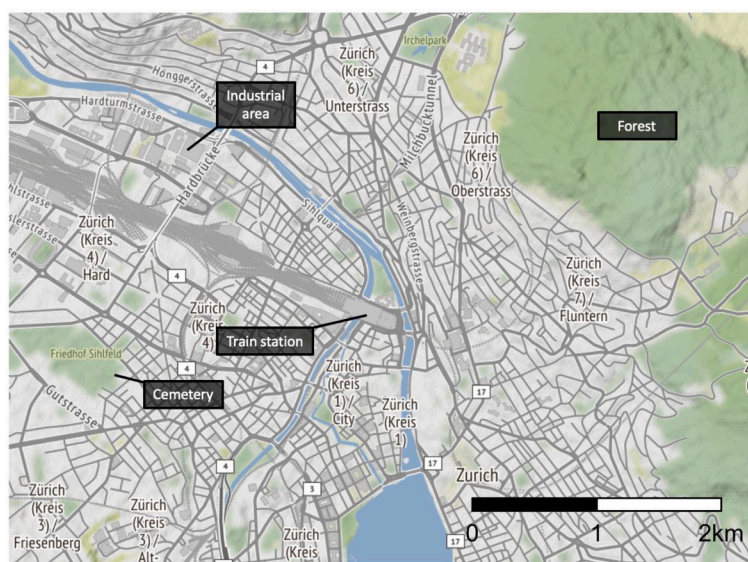 Irchelpark
Zürich
(Kreis
6)/
Unterstrass
4
Hönggerstrasse
Industrial
area
Hardturmstrasse
Milchbucktunnel
Forest
Zürich
(Kreis
6)/
Oberstrass
Hardbrücke
Sihlquai
Weinbergstrasse
Zürich
(Kreis
4)/
Hard
4
Zürich
(Kreis
7)/
Fluntern
Zürich
(Kreis
4)
Train station
Friedhof Sihlfeld
4
Cemetery
Zürich
(Kreis
1)/
City
Zürich
(Kreis
1)
17
Gutstrasse
4
17
Zurich
3
Zürich
(Kreis
3)/
Friesenberg
Zürich
(Kreis
3)/
Alt-
Zürich
(Kreis
17
0
1
2km